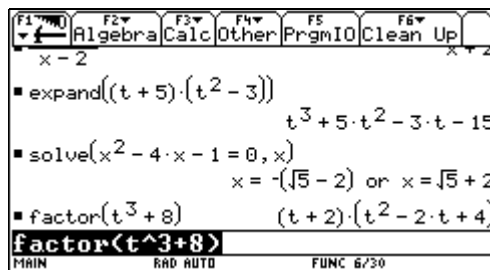 F1 F2 F3 F4 F5 F6
Algebra Calc Other PrgmIO Clean Up
x - 2 x + 2
▪ expand((t + 5)·(t² - 3))
t³ + 5·t² - 3·t - 15
▪ solve(x² - 4·x - 1 = 0, x)
x = -(√5 - 2) or x = √5 + 2
▪ factor(t³ + 8) (t + 2)·(t² - 2·t + 4)
factor(t^3+8)
MAIN RAD AUTO FUNC 6/30